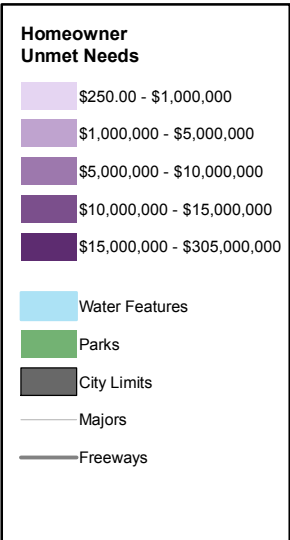 Homeowner
Unmet Needs
$250.00 - $1,000,000
$1,000,000 - $5,000,000
$5,000,000 - $10,000,000
$10,000,000 - $15,000,000
$15,000,000 - $305,000,000
Water Features
Parks
City Limits
Majors
Freeways